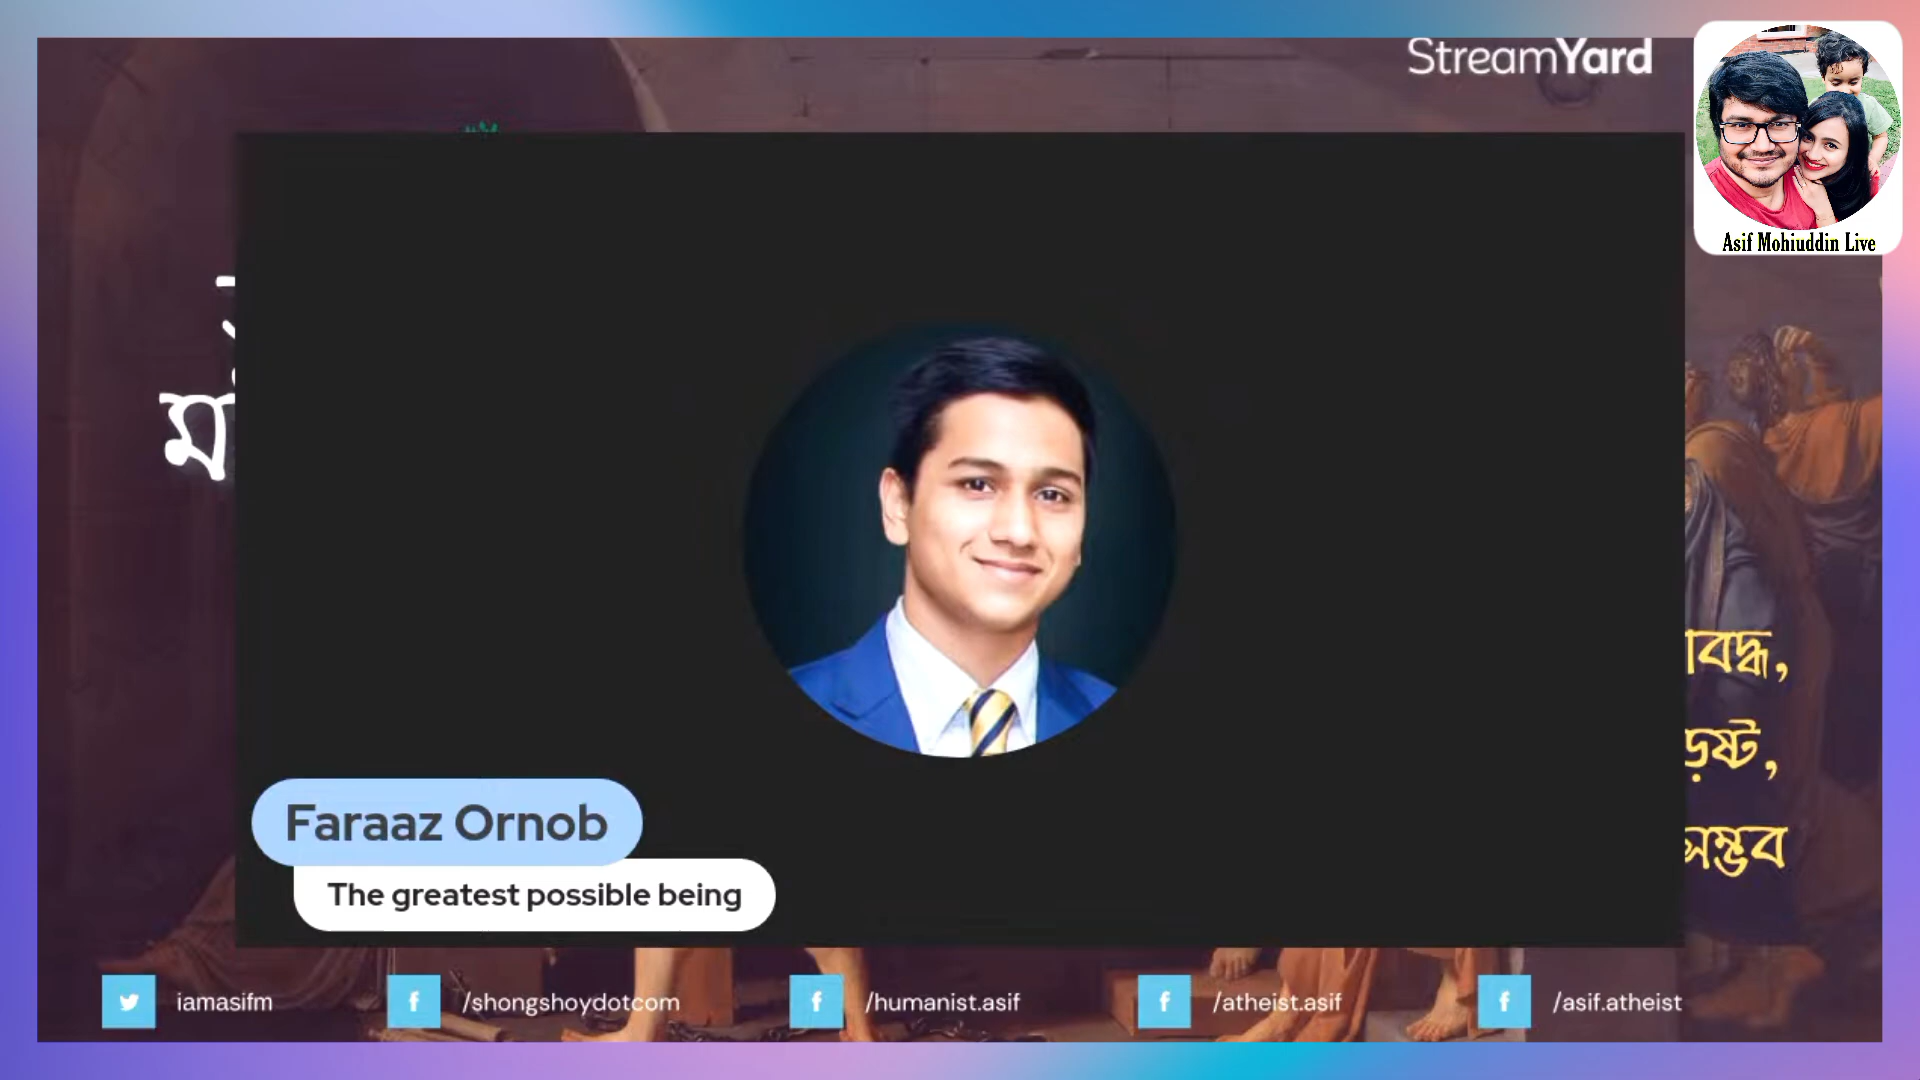 StreamYard
Asif Mohiuddin Live
Faraaz Ornob
The greatest possible being
iamasifm
/shongshoydotcom
/humanist.asif
/atheist.asif
/asif.atheist